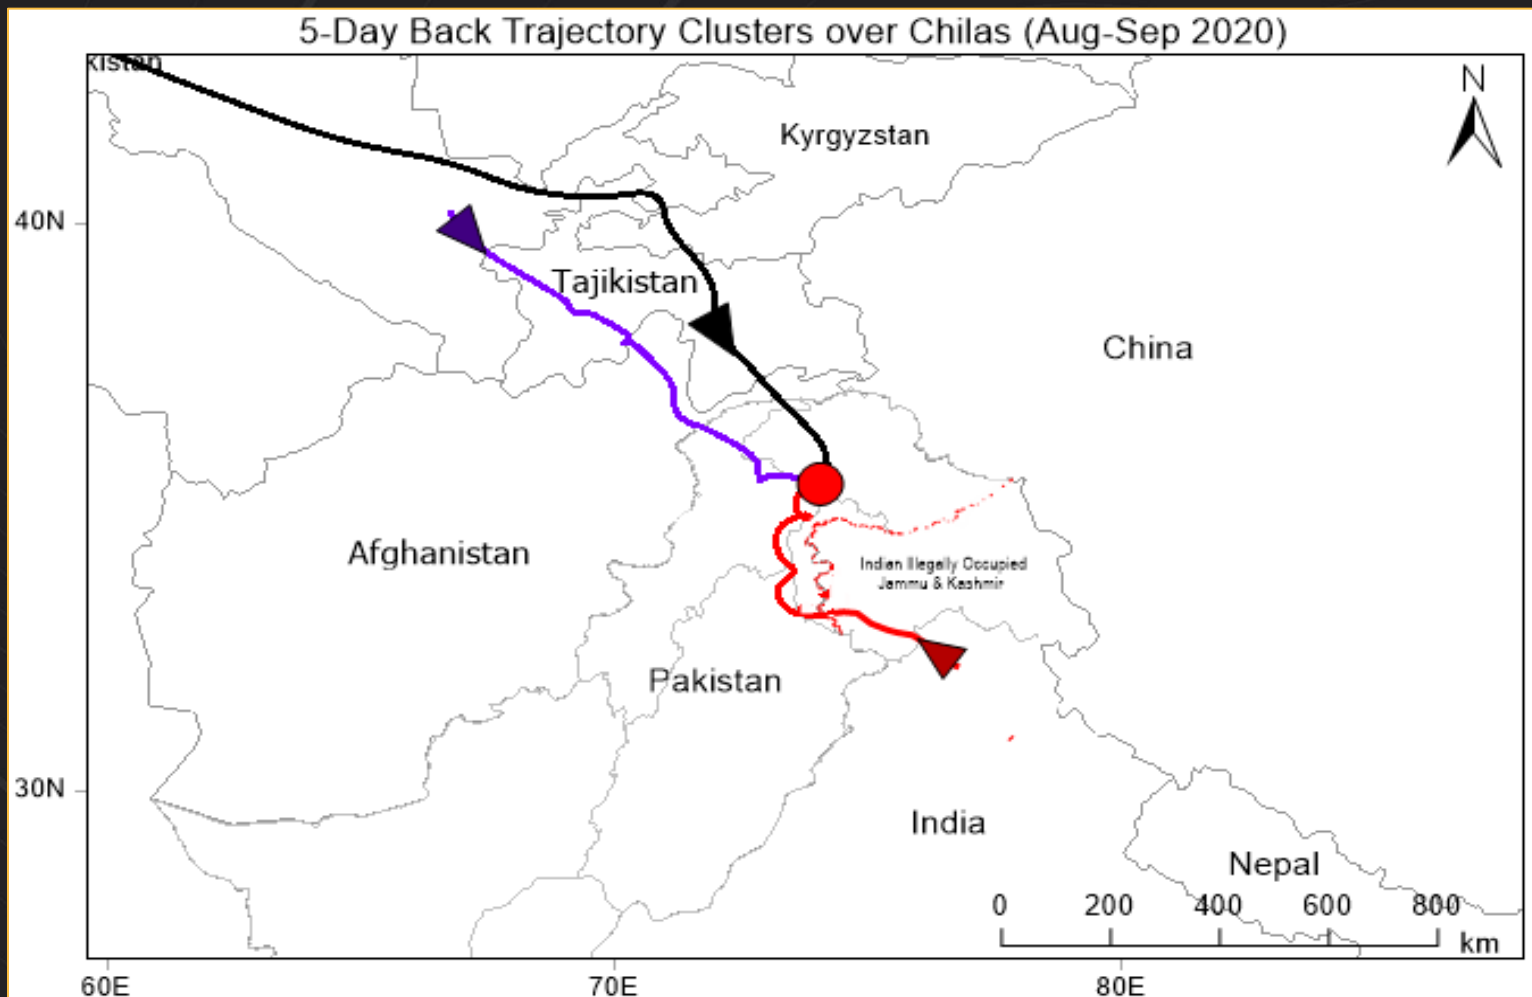 5-Day Back Trajectory Clusters over Chilas (Aug-Sep 2020)
kistan
N
Kyrgyzstan
40N
Tajikistan
China
Afghanistan
Indian Illegally Occupied
Jammu & Kashmir
Pakistan
30N
India
Nepal
0 200 400 600 800
km
60E 70E 80E